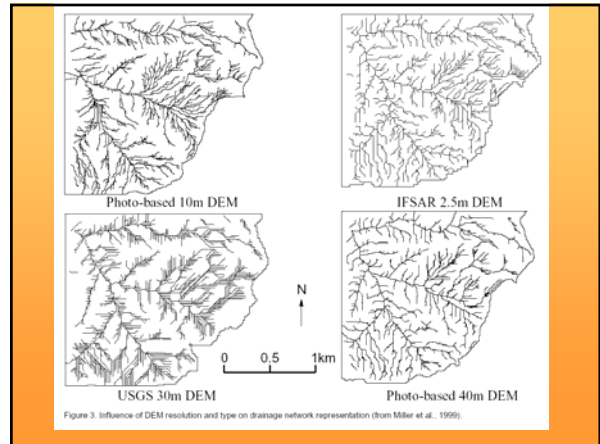 Photo-based 10m DEM
IFSAR 2.5m DEM
N
0 0.5 1km
USGS 30m DEM
Photo-based 40m DEM
Figure 3. Influence of DEM resolution and type on drainage network representation (from Miller et al., 1999).